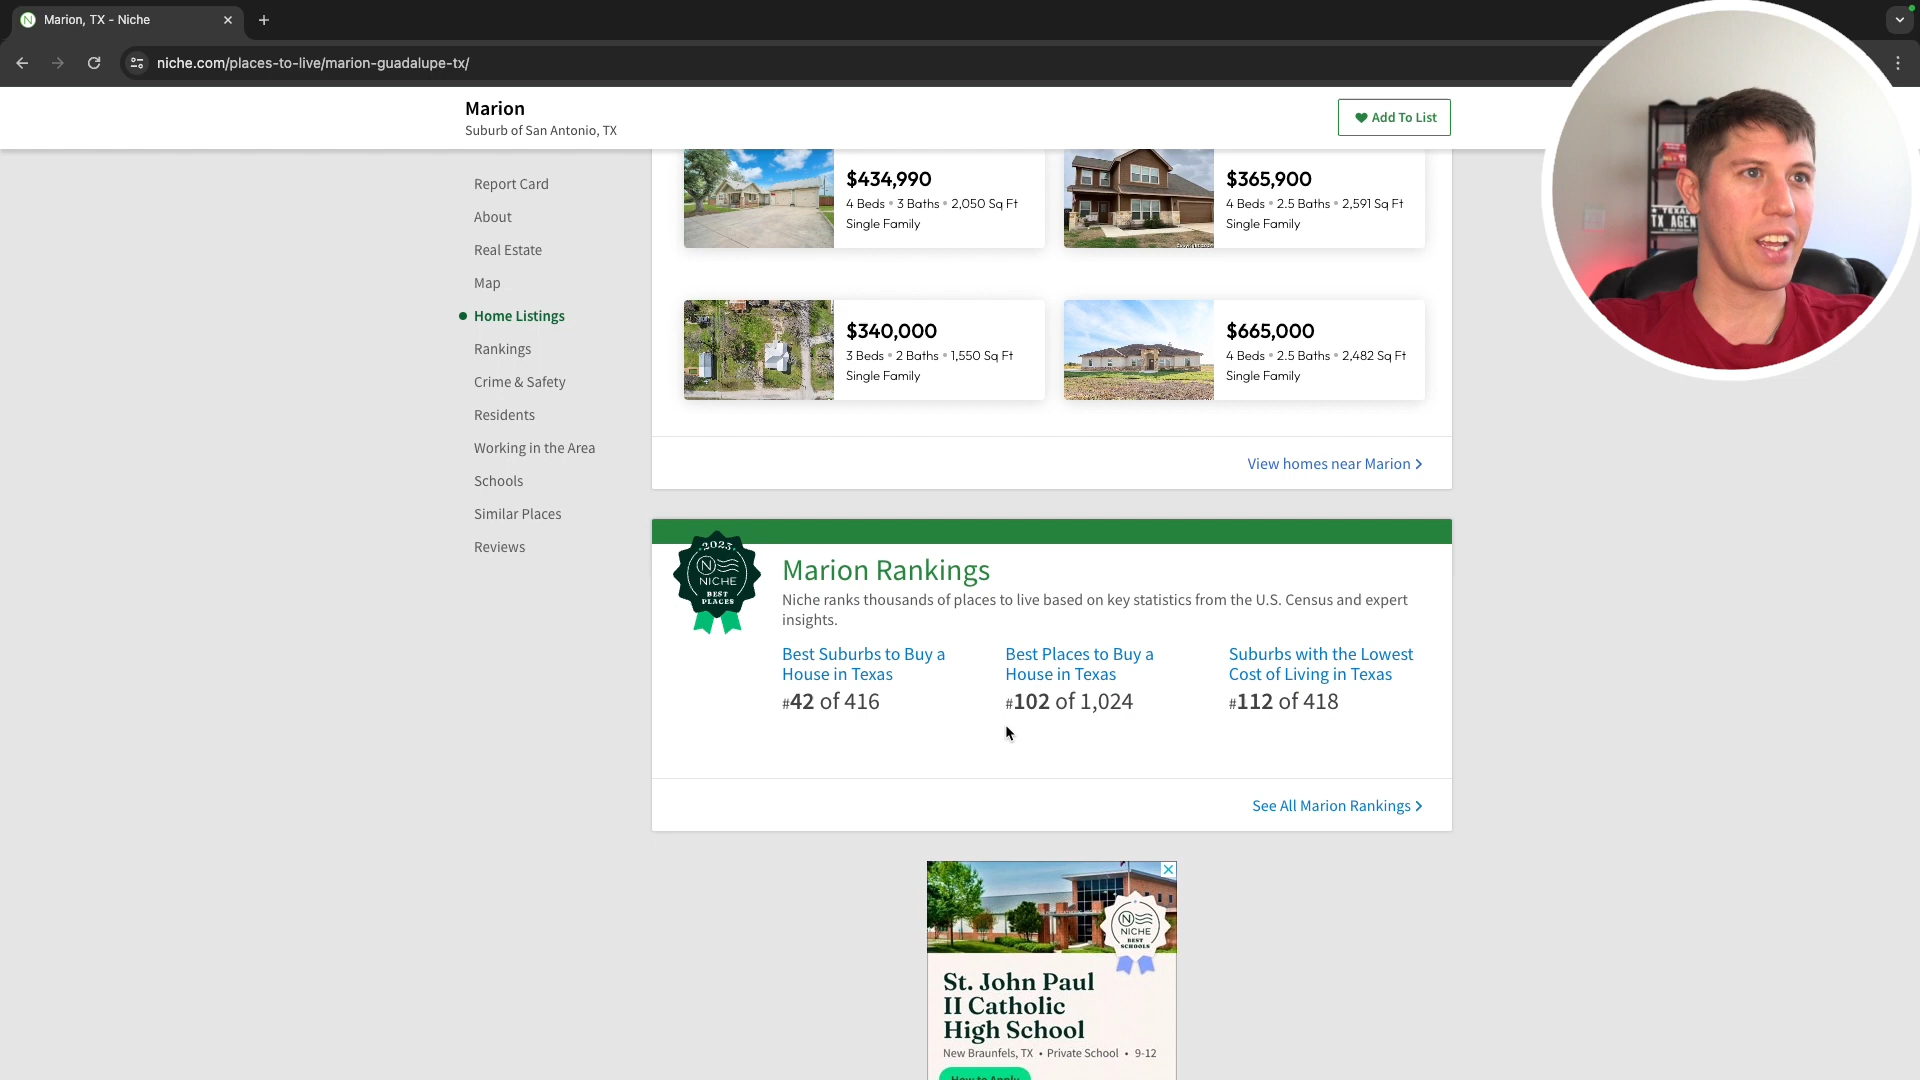 Marion, TX - Niche
niche.com/places-to-live/marion-guadalupe-tx/
Marion
Suburb of San Antonio, TX
Add To List
Report Card
About
Real Estate
Map
Home Listings
Rankings
Crime & Safety
Residents
Working in the Area
Schools
Similar Places
Reviews
$434,990
4 Beds • 3 Baths • 2,050 Sq Ft
Single Family
$365,900
4 Beds • 2.5 Baths • 2,591 Sq Ft
Single Family
$340,000
3 Beds • 2 Baths • 1,550 Sq Ft
Single Family
$665,000
4 Beds • 2.5 Baths • 2,482 Sq Ft
Single Family
View homes near Marion
2023
N
NICHE
BEST
PLACES
Marion Rankings
Niche ranks thousands of places to live based on key statistics from the U.S. Census and expert
insights.
Best Suburbs to Buy a
House in Texas
#42 of 416
Best Places to Buy a
House in Texas
#102 of 1,024
Suburbs with the Lowest
Cost of Living in Texas
#112 of 418
See All Marion Rankings
N
NICHE
BEST
SCHOOLS
St. John Paul
II Catholic
High School
New Braunfels, TX • Private School • 9-12
How to Apply
TEXAS
TX AGEN